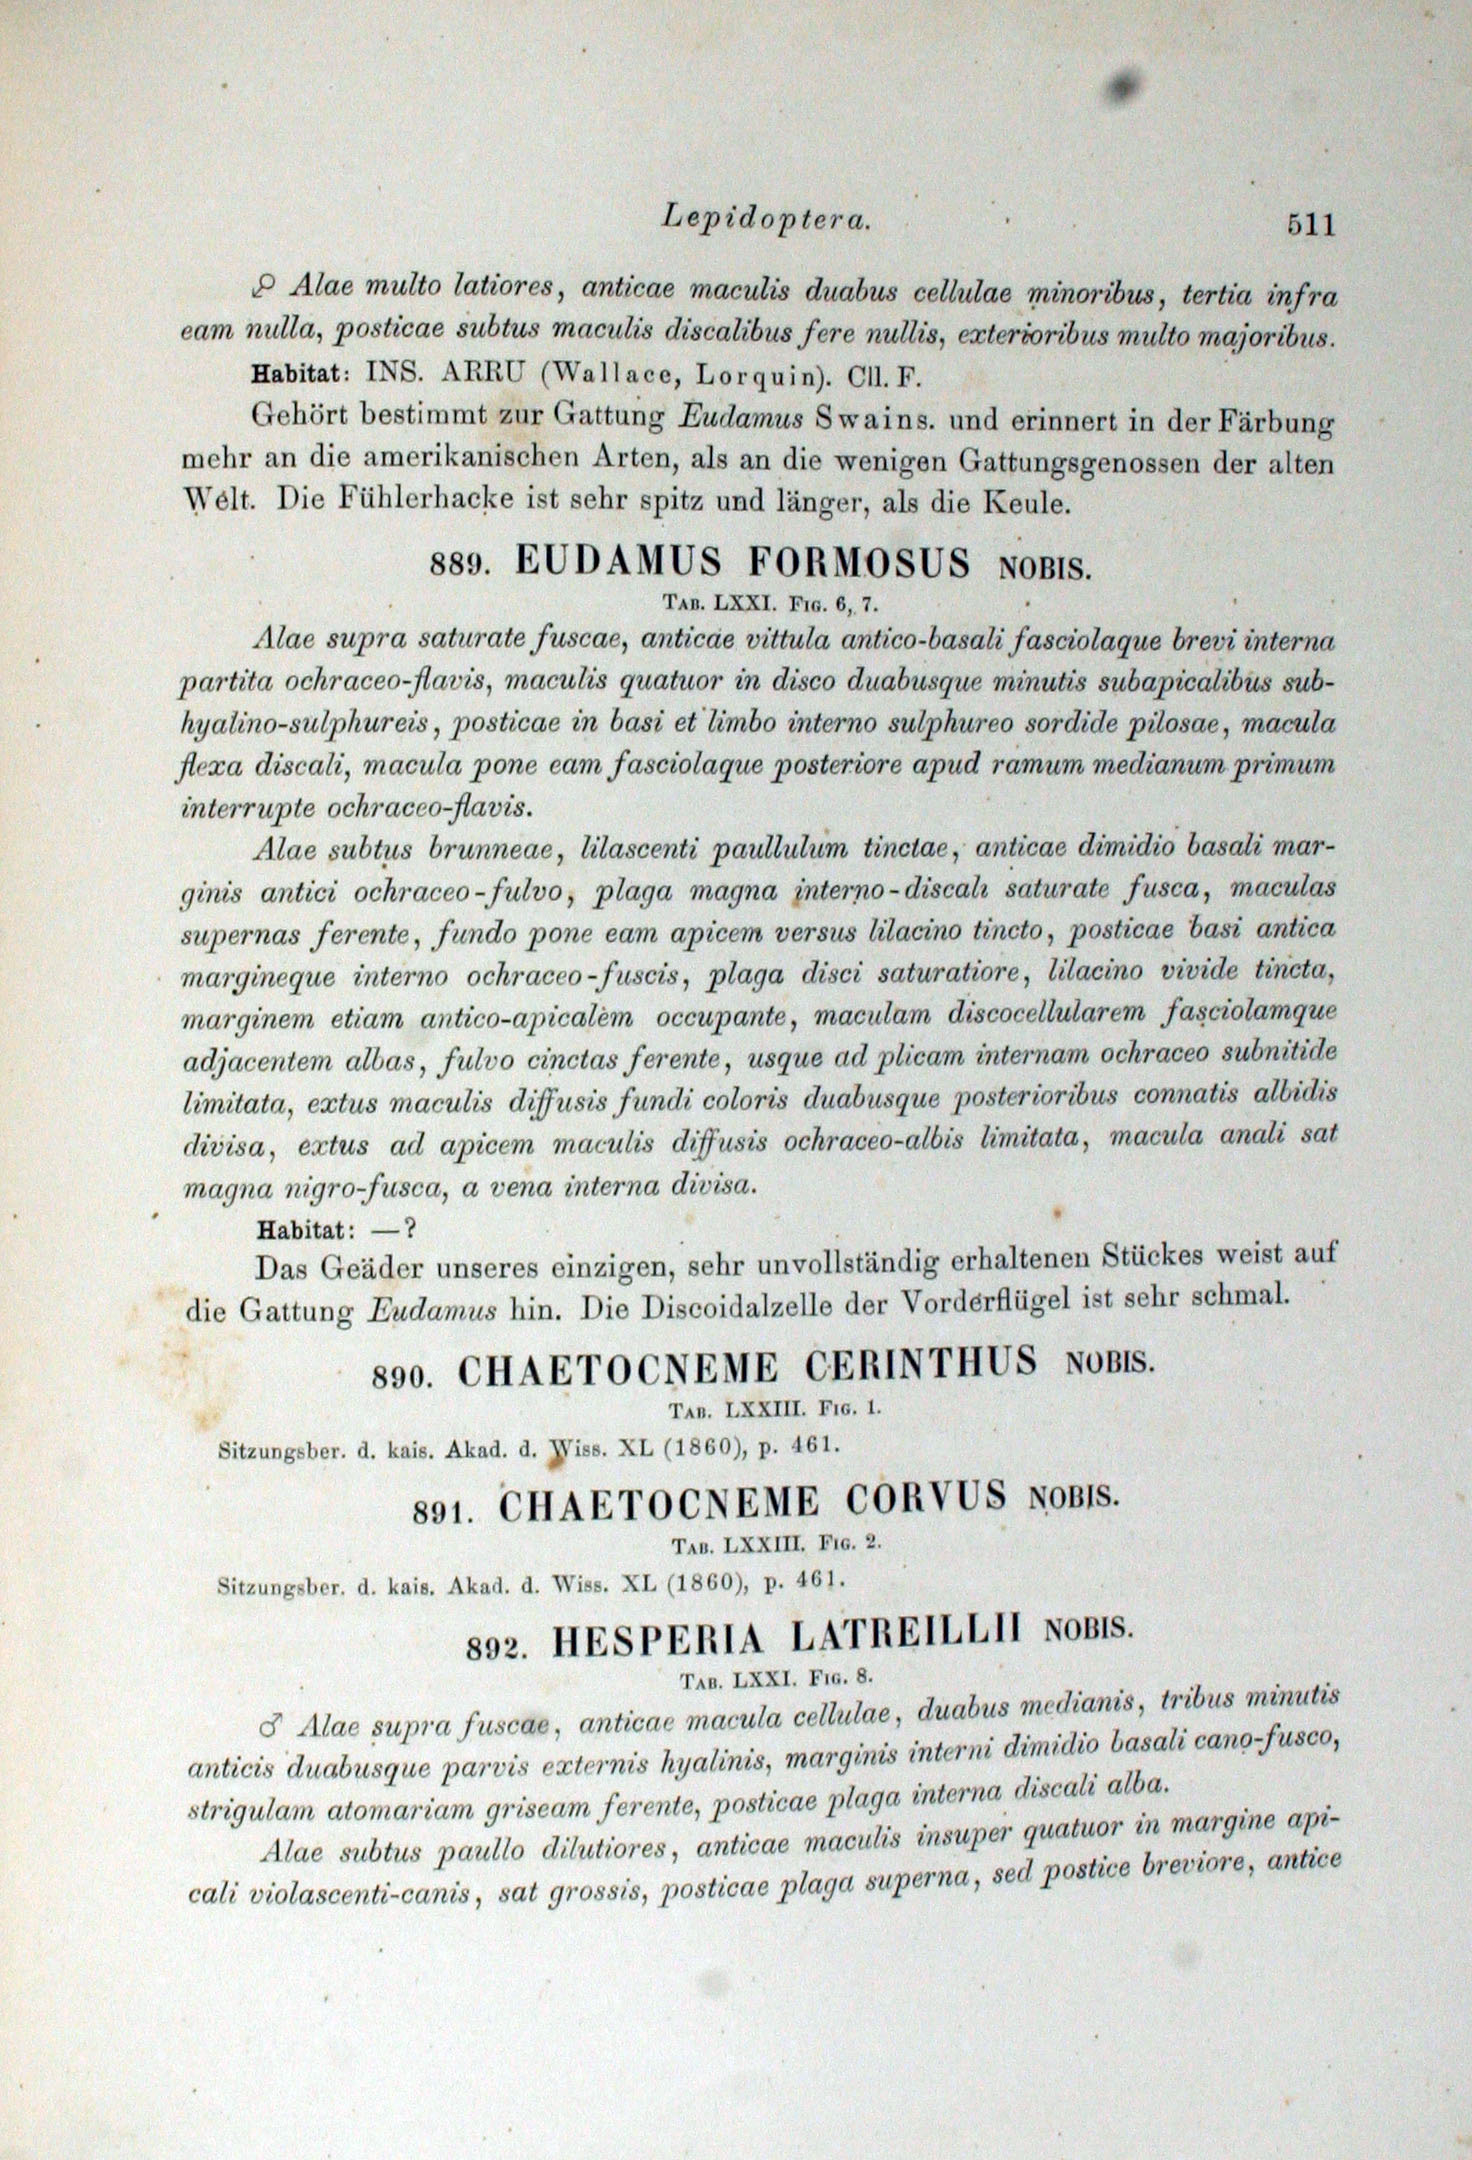 Lepidoptera. 511
♀ Alae multo latiores, anticae maculis duabus cellulae minoribus, tertia infra
eam nulla, posticae subtus maculis discalibus fere nullis, exterioribus multo majoribus.
Habitat: INS. ARRU (Wallace, Lorquin). Cll. F.
Gehört bestimmt zur Gattung Eudamus Swains. und erinnert in der Färbung
mehr an die amerikanischen Arten, als an die wenigen Gattungsgenossen der alten
Welt. Die Fühlerhacke ist sehr spitz und länger, als die Keule.
889. EUDAMUS FORMOSUS NOBIS.
TAB. LXXI. FIG. 6, 7.
Alae supra saturate fuscae, anticae vittula antico-basali fasciolaque brevi interna
partita ochraceo-flavis, maculis quatuor in disco duabusque minutis subapicalibus sub-
hyalino-sulphureis, posticae in basi et limbo interno sulphureo sordide pilosae, macula
flexa discali, macula pone eam fasciolaque posteriore apud ramum medianum primum
interrupte ochraceo-flavis.
Alae subtus brunneae, lilascenti paullulum tinctae, anticae dimidio basali mar-
ginis antici ochraceo-fulvo, plaga magna interno-discali saturate fusca, maculas
supernas ferente, fundo pone eam apicem versus lilacino tincto, posticae basi antica
margineque interno ochraceo-fuscis, plaga disci saturatiore, lilacino vivide tincta,
marginem etiam antico-apicalem occupante, maculam discocellularem fasciolamque
adjacentem albas, fulvo cinctas ferente, usque ad plicam internam ochraceo subnitide
limitata, extus maculis diffusis fundi coloris duabusque posterioribus connatis albidis
divisa, extus ad apicem maculis diffusis ochraceo-albis limitata, macula anali sat
magna nigro-fusca, a vena interna divisa.
Habitat: —?
Das Geäder unseres einzigen, sehr unvollständig erhaltenen Stückes weist auf
die Gattung Eudamus hin. Die Discoidalzelle der Vorderflügel ist sehr schmal.
890. CHAETOCNEME CERINTHUS NOBIS.
TAB. LXXIII. FIG. 1.
Sitzungsber. d. kais. Akad. d. Wiss. XL (1860), p. 461.
891. CHAETOCNEME CORVUS NOBIS.
TAB. LXXIII. FIG. 2.
Sitzungsber. d. kais. Akad. d. Wiss. XL (1860), p. 461.
892. HESPERIA LATREILLII NOBIS.
TAB. LXXI. FIG. 8.
♂ Alae supra fuscae, anticae macula cellulae, duabus medianis, tribus minutis
anticis duabusque parvis externis hyalinis, marginis interni dimidio basali cano-fusco,
strigulam atomariam griseam ferente, posticae plaga interna discali alba.
Alae subtus paullo dilutiores, anticae maculis insuper quatuor in margine api-
cali violascenti-canis, sat grossis, posticae plaga superna, sed postice breviore, antice